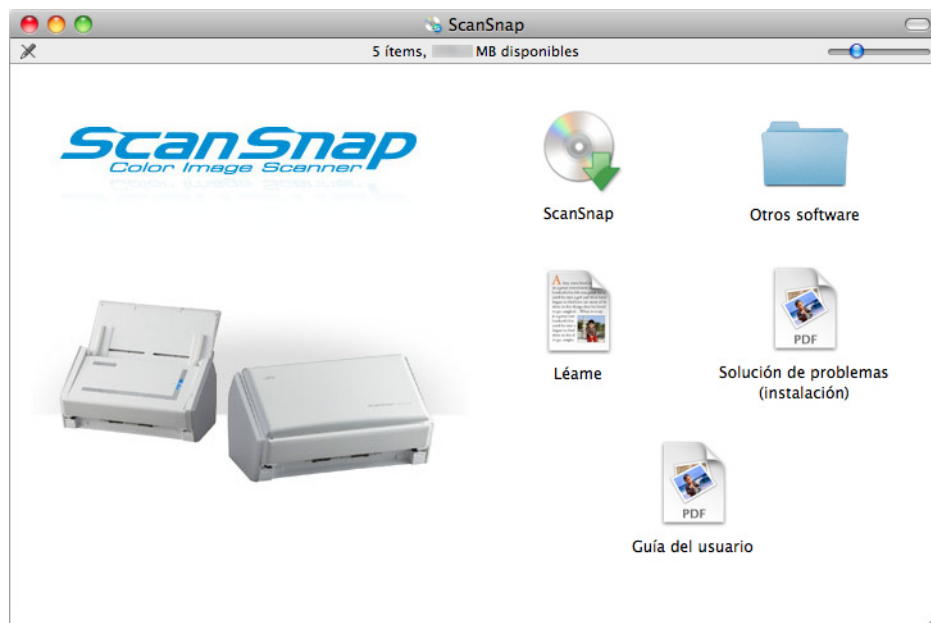 ScanSnap
5 ítems, MB disponibles
ScanSnap
Color Image Scanner
ScanSnap
Otros software
Léame
PDF
Solución de problemas
(instalación)
PDF
Guía del usuario